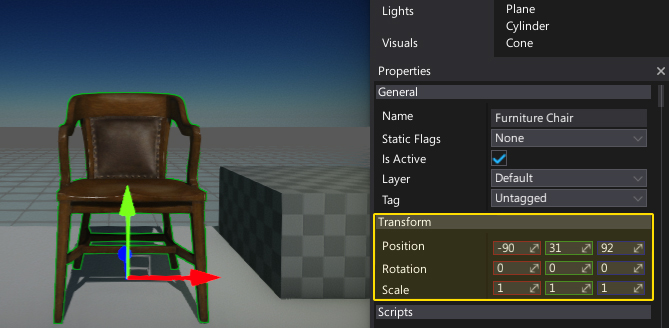 Lights
Plane
Cylinder
Visuals
Cone
Properties
General
Name Furniture Chair
Static Flags None
Is Active
Layer Default
Tag Untagged
Transform
Position -90 31 92
Rotation 0 0 0
Scale 1 1 1
Scripts